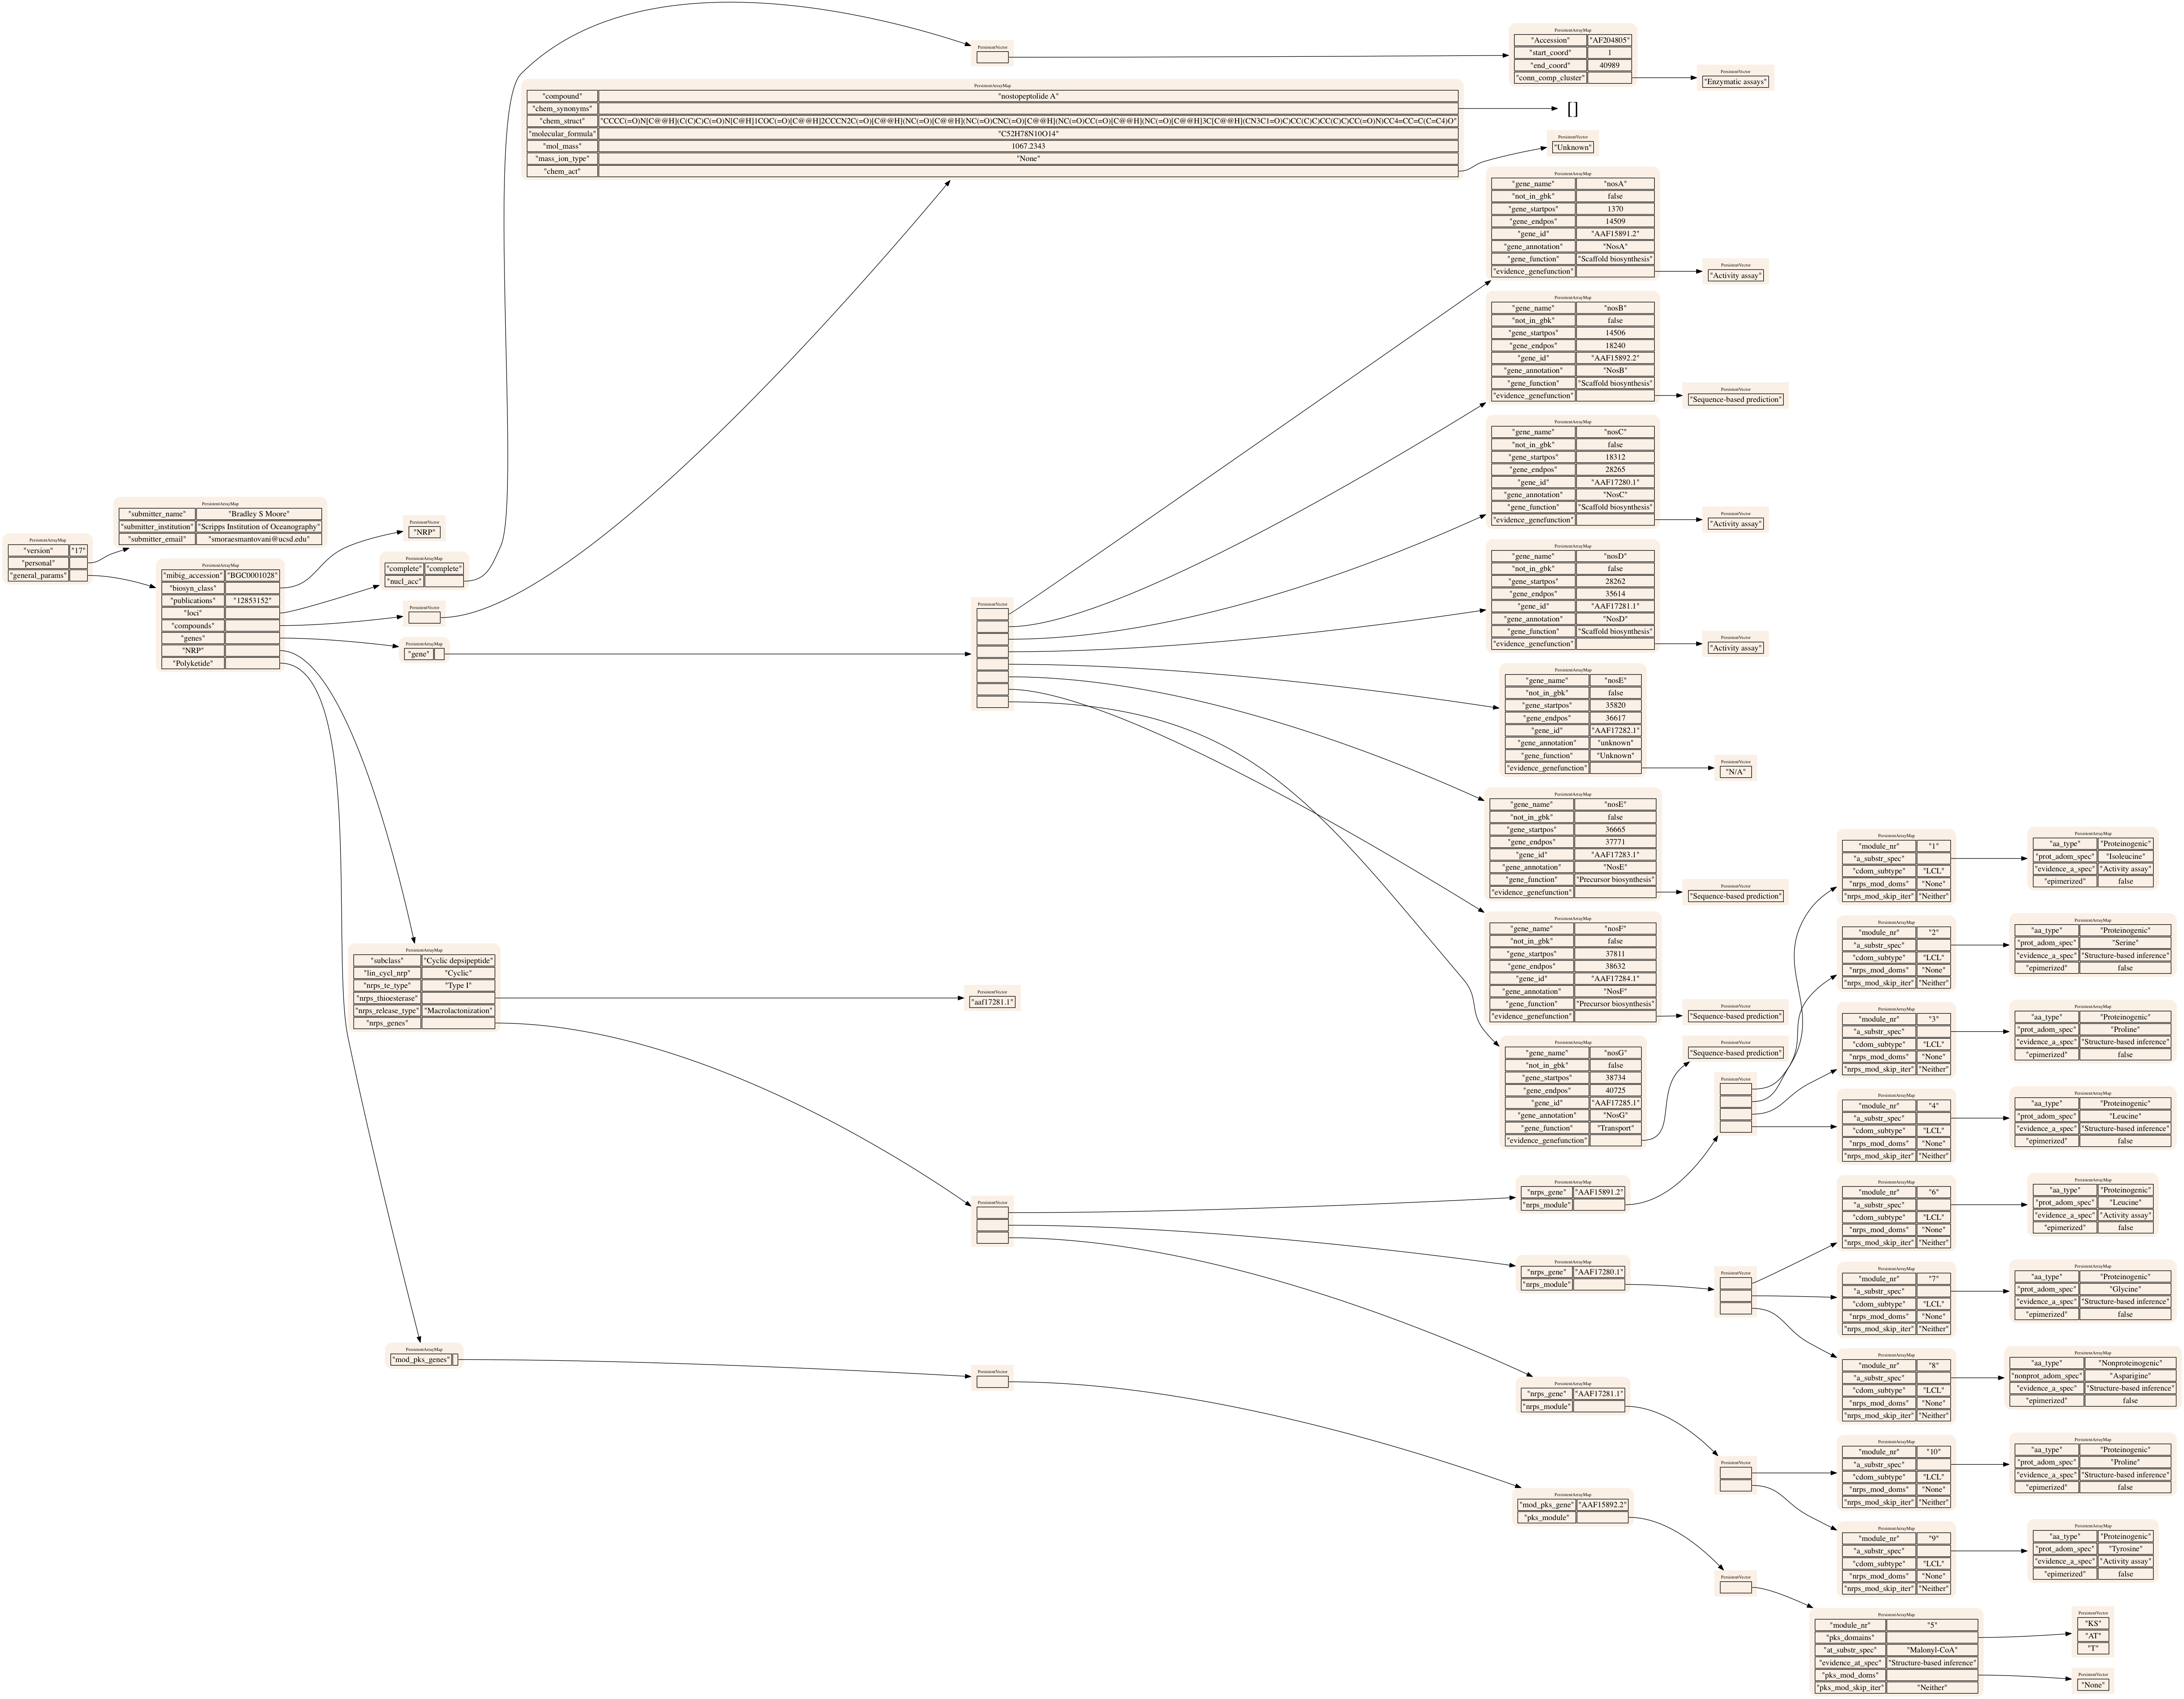 PersistentArrayMap
"version" "17"
"personal"
"general_params"
PersistentArrayMap
"submitter_name" "Bradley S Moore"
"submitter_institution" "Scripps Institution of Oceanography"
"submitter_email" "smoraesmantovani@ucsd.edu"
PersistentArrayMap
"mibig_accession" "BGC0001028"
"biosyn_class"
"publications" "12853152"
"loci"
"compounds"
"genes"
"NRP"
"Polyketide"
PersistentVector
"NRP"
PersistentArrayMap
"complete" "complete"
"nucl_acc"
PersistentVector
PersistentArrayMap
"gene"
PersistentArrayMap
"subclass" "Cyclic depsipeptide"
"lin_cycl_nrp" "Cyclic"
"nrps_te_type" "Type I"
"nrps_thioesterase"
"nrps_release_type" "Macrolactonization"
"nrps_genes"
PersistentArrayMap
"mod_pks_genes"
PersistentVector
PersistentArrayMap
"compound" "nostopeptolide A"
"chem_synonyms"
"chem_struct" "CCCC(=O)N[C@@H](C(C)C)C(=O)N[C@H]1COC(=O)[C@@H]2CCCN2C(=O)[C@@H](NC(=O)[C@@H](NC(=O)CNC(=O)[C@@H](NC(=O)CC(=O)[C@@H](NC(=O)[C@@H]3C[C@@H](CN3C1=O)C)CC(C)C)CC(C)C)CC(=O)N)CC4=CC=C(C=C4)O"
"molecular_formula" "C52H78N10O14"
"mol_mass" 1067.2343
"mass_ion_type" "None"
"chem_act"
PersistentVector
PersistentVector
"aaf17281.1"
PersistentVector
PersistentVector
PersistentArrayMap
"Accession" "AF204805"
"start_coord" 1
"end_coord" 40989
"conn_comp_cluster"
PersistentVector
"Enzymatic assays"
[]
PersistentVector
"Unknown"
PersistentArrayMap
"gene_name" "nosA"
"not_in_gbk" false
"gene_startpos" 1370
"gene_endpos" 14509
"gene_id" "AAF15891.2"
"gene_annotation" "NosA"
"gene_function" "Scaffold biosynthesis"
"evidence_genefunction"
PersistentVector
"Activity assay"
PersistentArrayMap
"gene_name" "nosB"
"not_in_gbk" false
"gene_startpos" 14506
"gene_endpos" 18240
"gene_id" "AAF15892.2"
"gene_annotation" "NosB"
"gene_function" "Scaffold biosynthesis"
"evidence_genefunction"
PersistentVector
"Sequence-based prediction"
PersistentArrayMap
"gene_name" "nosC"
"not_in_gbk" false
"gene_startpos" 18312
"gene_endpos" 28265
"gene_id" "AAF17280.1"
"gene_annotation" "NosC"
"gene_function" "Scaffold biosynthesis"
"evidence_genefunction"
PersistentVector
"Activity assay"
PersistentArrayMap
"gene_name" "nosD"
"not_in_gbk" false
"gene_startpos" 28262
"gene_endpos" 35614
"gene_id" "AAF17281.1"
"gene_annotation" "NosD"
"gene_function" "Scaffold biosynthesis"
"evidence_genefunction"
PersistentVector
"Activity assay"
PersistentArrayMap
"gene_name" "nosE"
"not_in_gbk" false
"gene_startpos" 35820
"gene_endpos" 36617
"gene_id" "AAF17282.1"
"gene_annotation" "unknown"
"gene_function" "Unknown"
"evidence_genefunction"
PersistentVector
"N/A"
PersistentArrayMap
"gene_name" "nosE"
"not_in_gbk" false
"gene_startpos" 36665
"gene_endpos" 37771
"gene_id" "AAF17283.1"
"gene_annotation" "NosE"
"gene_function" "Precursor biosynthesis"
"evidence_genefunction"
PersistentVector
"Sequence-based prediction"
PersistentArrayMap
"gene_name" "nosF"
"not_in_gbk" false
"gene_startpos" 37811
"gene_endpos" 38632
"gene_id" "AAF17284.1"
"gene_annotation" "NosF"
"gene_function" "Precursor biosynthesis"
"evidence_genefunction"
PersistentVector
"Sequence-based prediction"
PersistentArrayMap
"gene_name" "nosG"
"not_in_gbk" false
"gene_startpos" 38734
"gene_endpos" 40725
"gene_id" "AAF17285.1"
"gene_annotation" "NosG"
"gene_function" "Transport"
"evidence_genefunction"
PersistentVector
"Sequence-based prediction"
PersistentArrayMap
"nrps_gene" "AAF15891.2"
"nrps_module"
PersistentVector
PersistentArrayMap
"nrps_gene" "AAF17280.1"
"nrps_module"
PersistentVector
PersistentArrayMap
"nrps_gene" "AAF17281.1"
"nrps_module"
PersistentVector
PersistentArrayMap
"mod_pks_gene" "AAF15892.2"
"pks_module"
PersistentVector
PersistentArrayMap
"module_nr" "1"
"a_substr_spec"
"cdom_subtype" "LCL"
"nrps_mod_doms" "None"
"nrps_mod_skip_iter" "Neither"
PersistentArrayMap
"aa_type" "Proteinogenic"
"prot_adom_spec" "Isoleucine"
"evidence_a_spec" "Activity assay"
"epimerized" false
PersistentArrayMap
"module_nr" "2"
"a_substr_spec"
"cdom_subtype" "LCL"
"nrps_mod_doms" "None"
"nrps_mod_skip_iter" "Neither"
PersistentArrayMap
"aa_type" "Proteinogenic"
"prot_adom_spec" "Serine"
"evidence_a_spec" "Structure-based inference"
"epimerized" false
PersistentArrayMap
"module_nr" "3"
"a_substr_spec"
"cdom_subtype" "LCL"
"nrps_mod_doms" "None"
"nrps_mod_skip_iter" "Neither"
PersistentArrayMap
"aa_type" "Proteinogenic"
"prot_adom_spec" "Proline"
"evidence_a_spec" "Structure-based inference"
"epimerized" false
PersistentArrayMap
"module_nr" "4"
"a_substr_spec"
"cdom_subtype" "LCL"
"nrps_mod_doms" "None"
"nrps_mod_skip_iter" "Neither"
PersistentArrayMap
"aa_type" "Proteinogenic"
"prot_adom_spec" "Leucine"
"evidence_a_spec" "Structure-based inference"
"epimerized" false
PersistentArrayMap
"module_nr" "6"
"a_substr_spec"
"cdom_subtype" "LCL"
"nrps_mod_doms" "None"
"nrps_mod_skip_iter" "Neither"
PersistentArrayMap
"aa_type" "Proteinogenic"
"prot_adom_spec" "Leucine"
"evidence_a_spec" "Activity assay"
"epimerized" false
PersistentArrayMap
"module_nr" "7"
"a_substr_spec"
"cdom_subtype" "LCL"
"nrps_mod_doms" "None"
"nrps_mod_skip_iter" "Neither"
PersistentArrayMap
"aa_type" "Proteinogenic"
"prot_adom_spec" "Glycine"
"evidence_a_spec" "Structure-based inference"
"epimerized" false
PersistentArrayMap
"module_nr" "8"
"a_substr_spec"
"cdom_subtype" "LCL"
"nrps_mod_doms" "None"
"nrps_mod_skip_iter" "Neither"
PersistentArrayMap
"aa_type" "Nonproteinogenic"
"nonprot_adom_spec" "Asparigine"
"evidence_a_spec" "Structure-based inference"
"epimerized" false
PersistentArrayMap
"module_nr" "10"
"a_substr_spec"
"cdom_subtype" "LCL"
"nrps_mod_doms" "None"
"nrps_mod_skip_iter" "Neither"
PersistentArrayMap
"aa_type" "Proteinogenic"
"prot_adom_spec" "Proline"
"evidence_a_spec" "Structure-based inference"
"epimerized" false
PersistentArrayMap
"module_nr" "9"
"a_substr_spec"
"cdom_subtype" "LCL"
"nrps_mod_doms" "None"
"nrps_mod_skip_iter" "Neither"
PersistentArrayMap
"aa_type" "Proteinogenic"
"prot_adom_spec" "Tyrosine"
"evidence_a_spec" "Activity assay"
"epimerized" false
PersistentArrayMap
"module_nr" "5"
"pks_domains"
"at_substr_spec" "Malonyl-CoA"
"evidence_at_spec" "Structure-based inference"
"pks_mod_doms"
"pks_mod_skip_iter" "Neither"
PersistentVector
"KS"
"AT"
"T"
PersistentVector
"None"